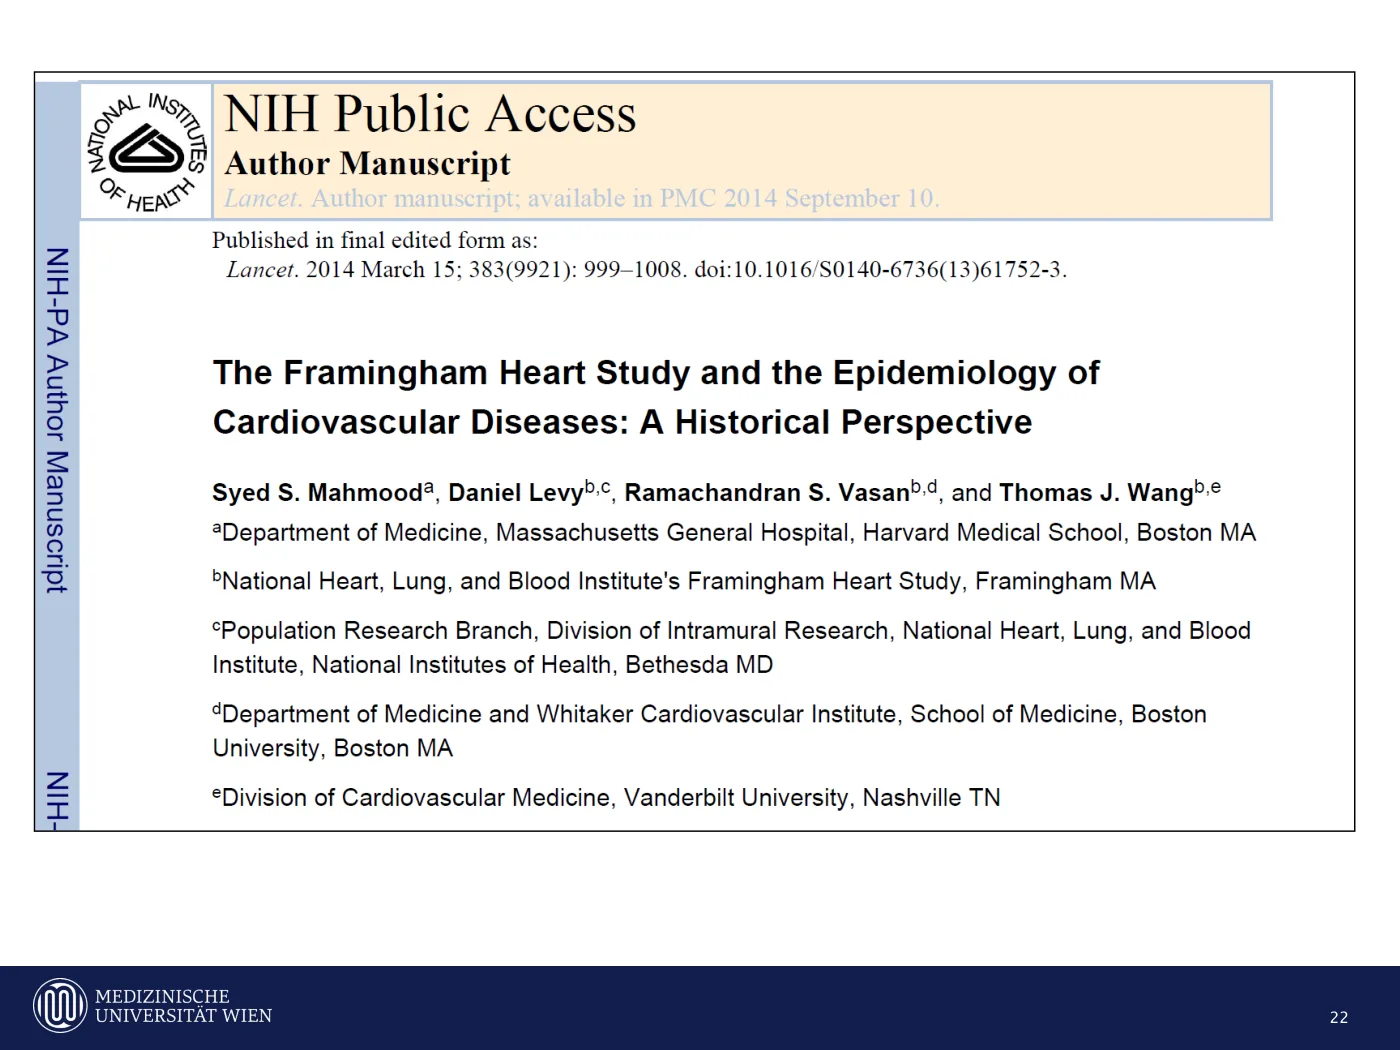 NATIONAL INSTITUTES OF HEALTH
NIH Public Access
Author Manuscript
Lancet. Author manuscript; available in PMC 2014 September 10.
Published in final edited form as:
Lancet. 2014 March 15; 383(9921): 999–1008. doi:10.1016/S0140-6736(13)61752-3.
NIH-PA Author Manuscript
NIH-
The Framingham Heart Study and the Epidemiology of
Cardiovascular Diseases: A Historical Perspective
Syed S. Mahmoodᵃ, Daniel Levyᵇ,ᶜ, Ramachandran S. Vasanᵇ,ᵈ, and Thomas J. Wangᵇ,ᵉ
ᵃDepartment of Medicine, Massachusetts General Hospital, Harvard Medical School, Boston MA
ᵇNational Heart, Lung, and Blood Institute's Framingham Heart Study, Framingham MA
ᶜPopulation Research Branch, Division of Intramural Research, National Heart, Lung, and Blood
Institute, National Institutes of Health, Bethesda MD
ᵈDepartment of Medicine and Whitaker Cardiovascular Institute, School of Medicine, Boston
University, Boston MA
ᵉDivision of Cardiovascular Medicine, Vanderbilt University, Nashville TN
MEDIZINISCHE
UNIVERSITÄT WIEN
22